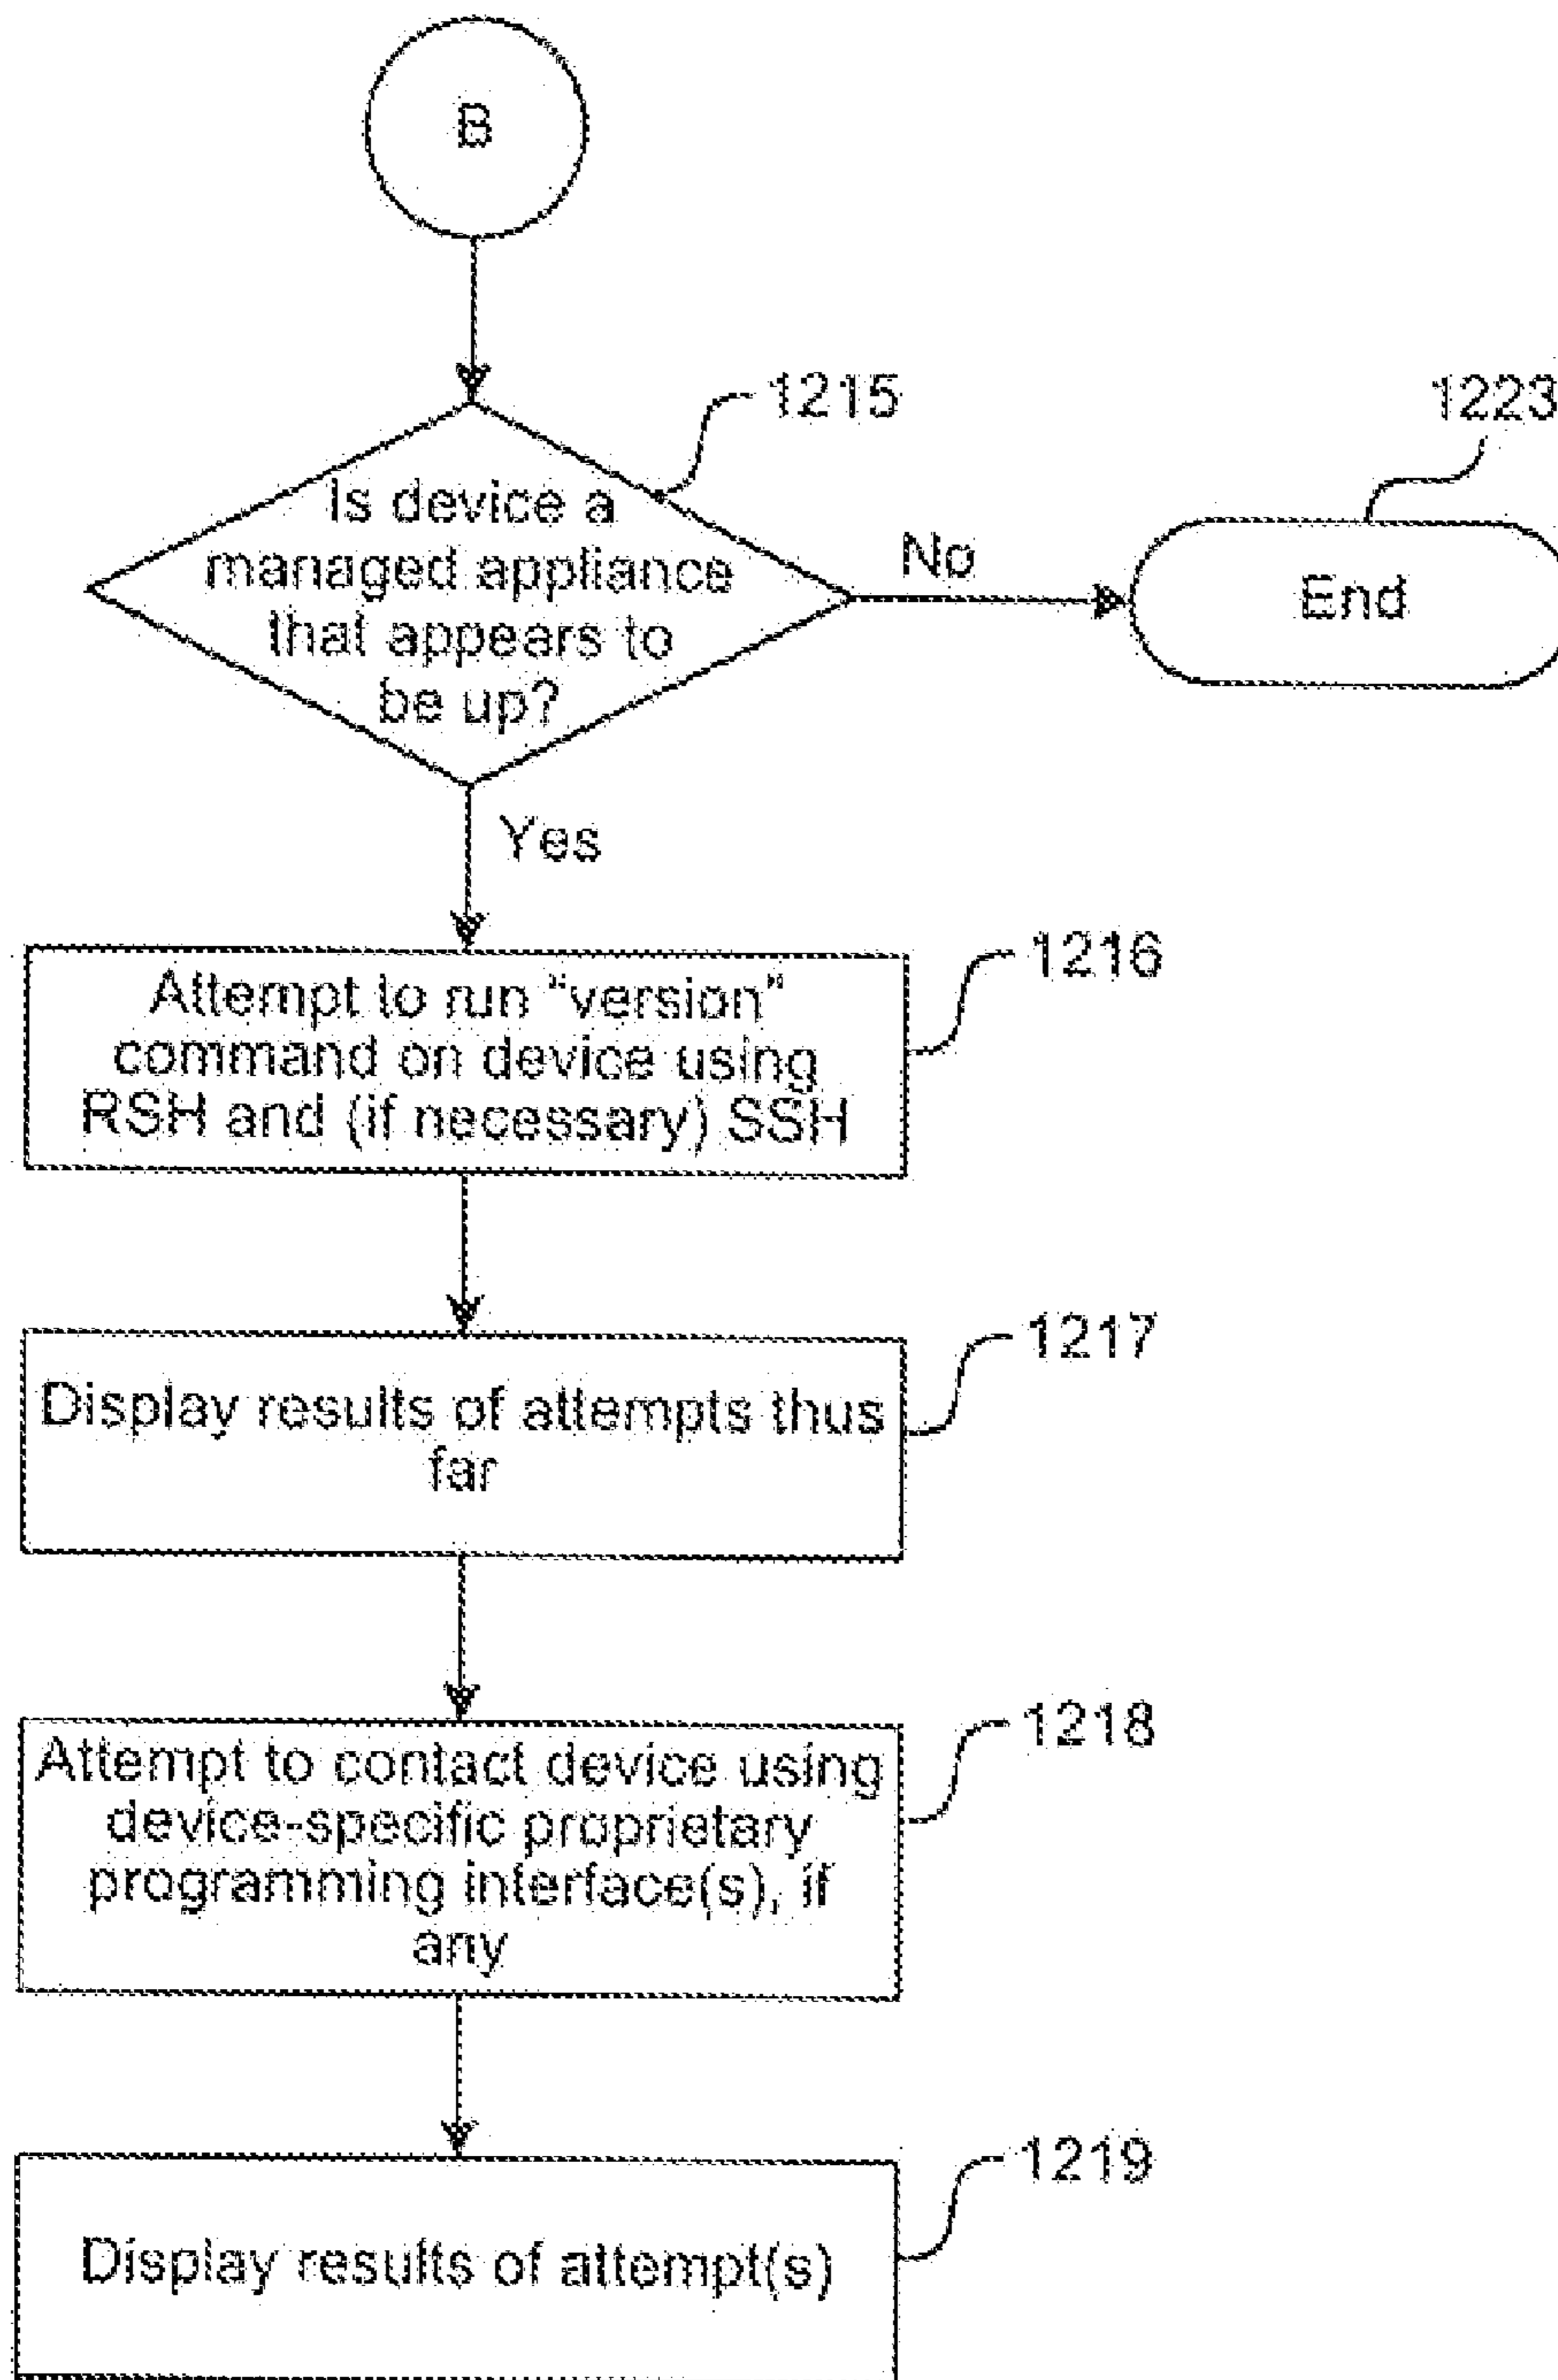 B
1215
1223
Is device a
managed appliance
that appears to
be up?
No
End
Yes
1216
Attempt to run "version"
command on device using
RSH and (if necessary) SSH
1217
Display results of attempts thus
far
1218
Attempt to contact device using
device-specific proprietary
programming interface(s), if
any
1219
Display results of attempt(s)